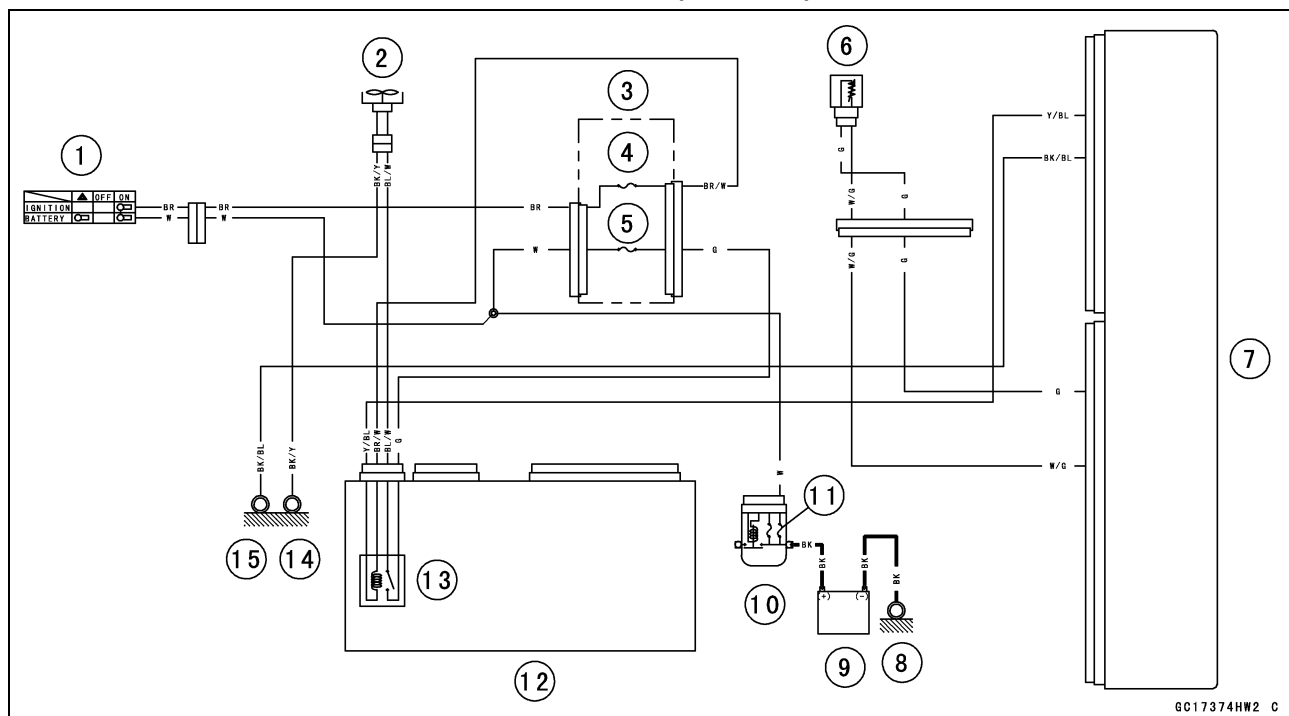 2
6
3
1
4
5
7
OFF ON
IGNITION
BATTERY
BR BR
W W
BK/Y
BL/W
BR
BR/W
W
G
G
W/G
G
W/G
G
Y/BL
BK/BL
G
W/G
BK/BL
BK/Y
Y/BL
BR/W
BL/W
G
W
11
BK
BK
BK
BK
(+) (-)
15
14
13
10
9
8
12
GC17374HW2 C